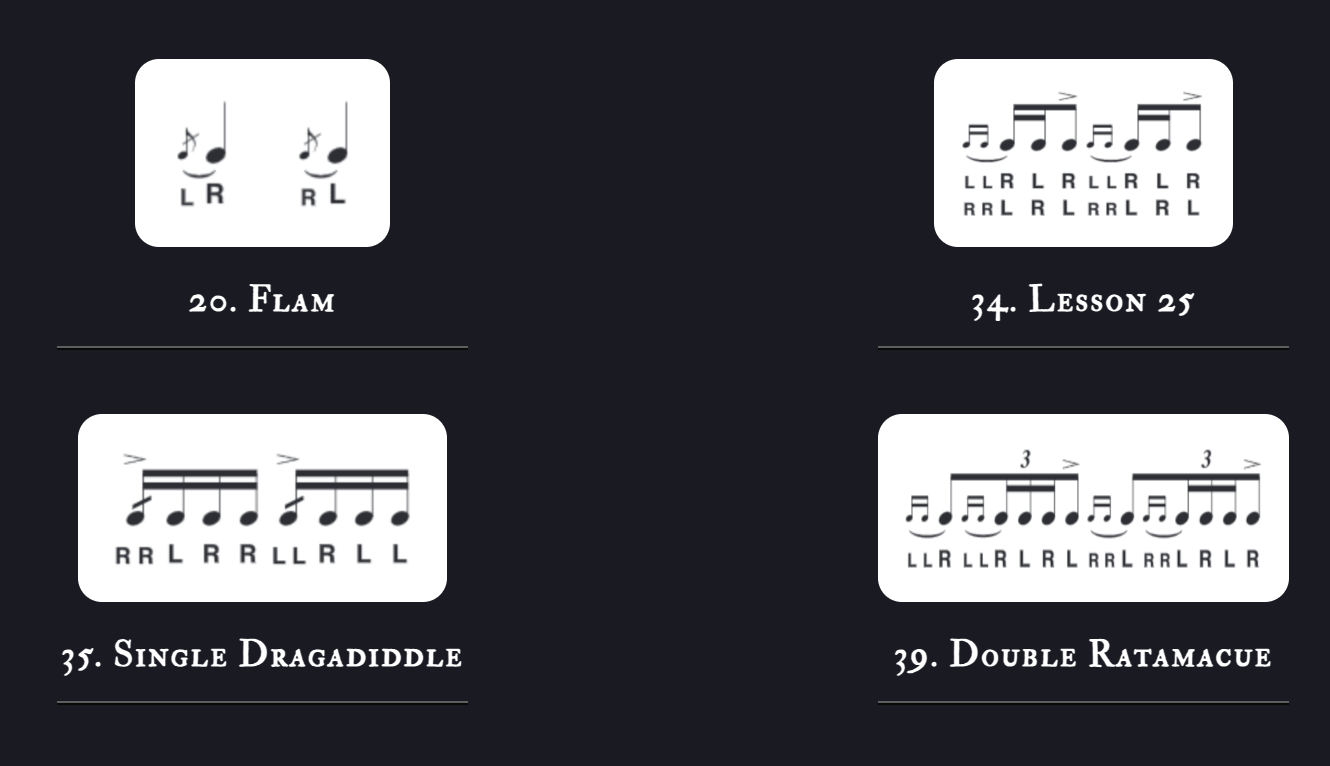 L R R L
20. Flam
L L R L R L L R L R
R R L R L R R L R L
34. Lesson 25
R R L R R L L R L L
35. Single Dragadiddle
3 3
L L R L L R L R L R R L R R L R L R
39. Double Ratamacue